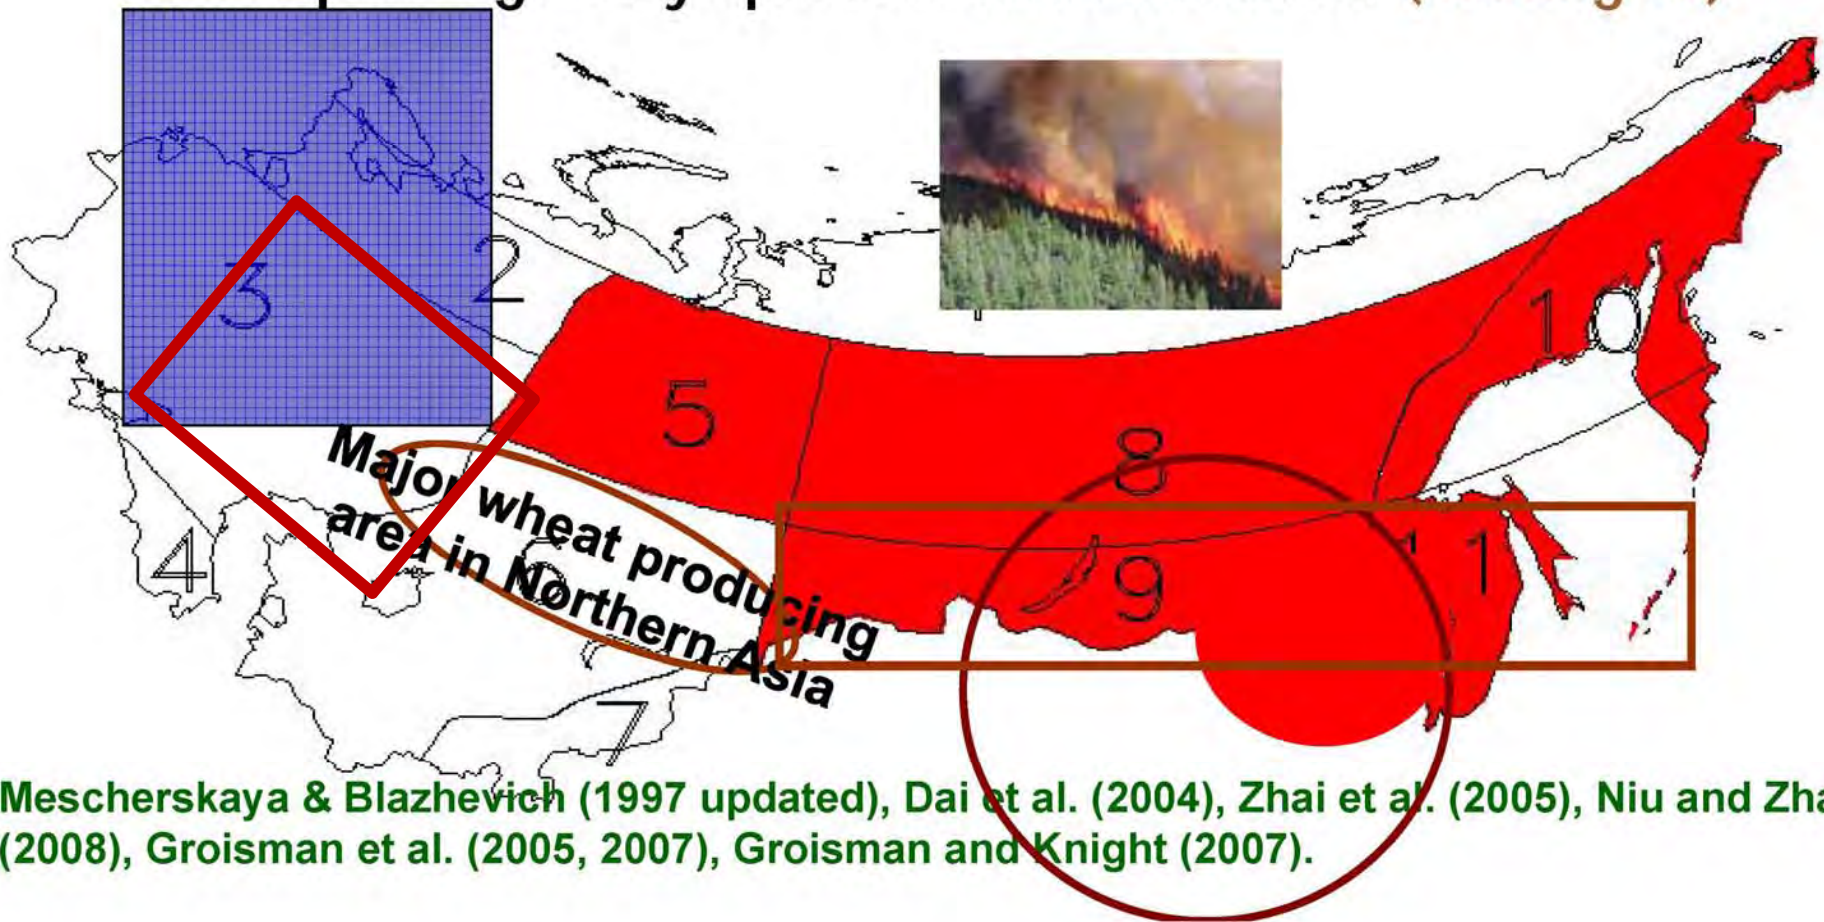 3
2
5
10
8
Major wheat producing
area in Northern Asia
4
6
9
11
7
Mescherskaya & Blazhevich (1997 updated), Dai et al. (2004), Zhai et al. (2005), Niu and Zha
(2008), Groisman et al. (2005, 2007), Groisman and Knight (2007).